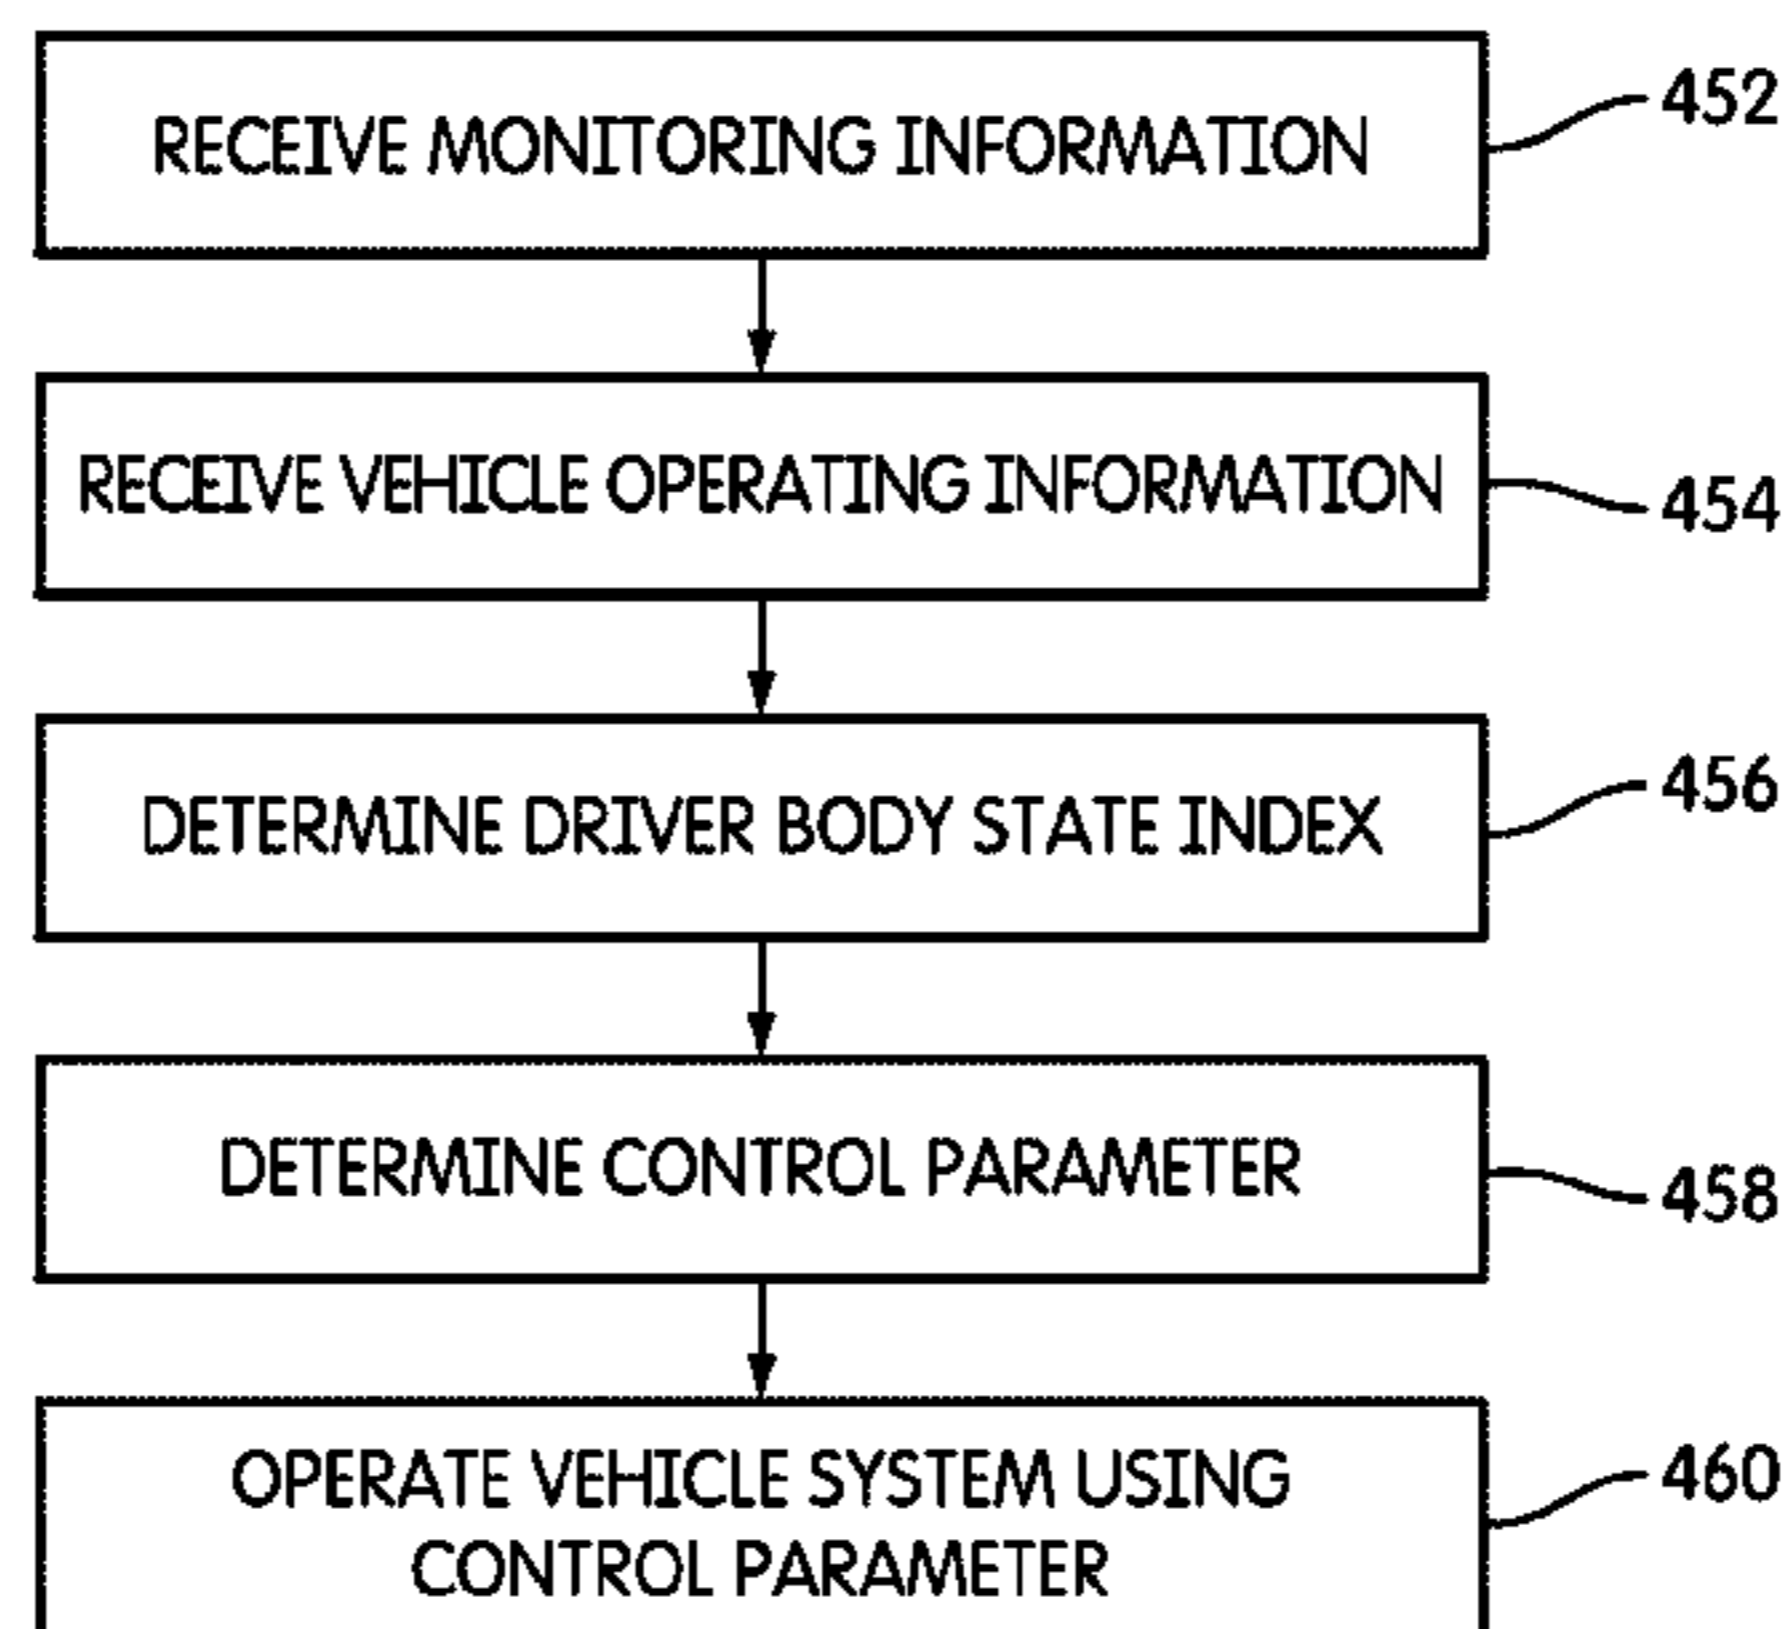 RECEIVE MONITORING INFORMATION
452
RECEIVE VEHICLE OPERATING INFORMATION
454
DETERMINE DRIVER BODY STATE INDEX
456
DETERMINE CONTROL PARAMETER
458
OPERATE VEHICLE SYSTEM USING
CONTROL PARAMETER
460